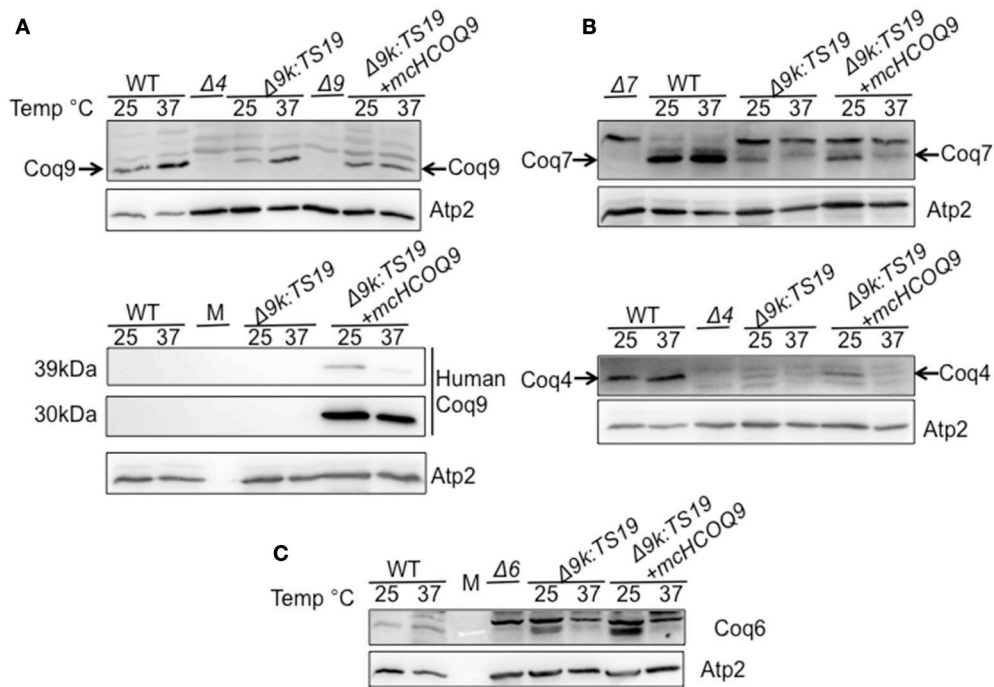 A
WT Δ4 Δ9k:TS19 Δ9 Δ9k:TS19 +mcHCOQ9
Temp °C 25 37 25 37 25 37
Coq9 Coq9
Atp2
WT M Δ9k:TS19 Δ9k:TS19 +mcHCOQ9
25 37 25 37 25 37
39kDa
Human
Coq9
30kDa
Atp2
B
Δ7 WT Δ9k:TS19 Δ9k:TS19 +mcHCOQ9
25 37 25 37 25 37
Coq7 Coq7
Atp2
WT Δ4 Δ9k:TS19 Δ9k:TS19 +mcHCOQ9
25 37 25 37 25 37
Coq4 Coq4
Atp2
C
WT M Δ6 Δ9k:TS19 Δ9k:TS19 +mcHCOQ9
Temp °C 25 37 25 37 25 37
Coq6
Atp2